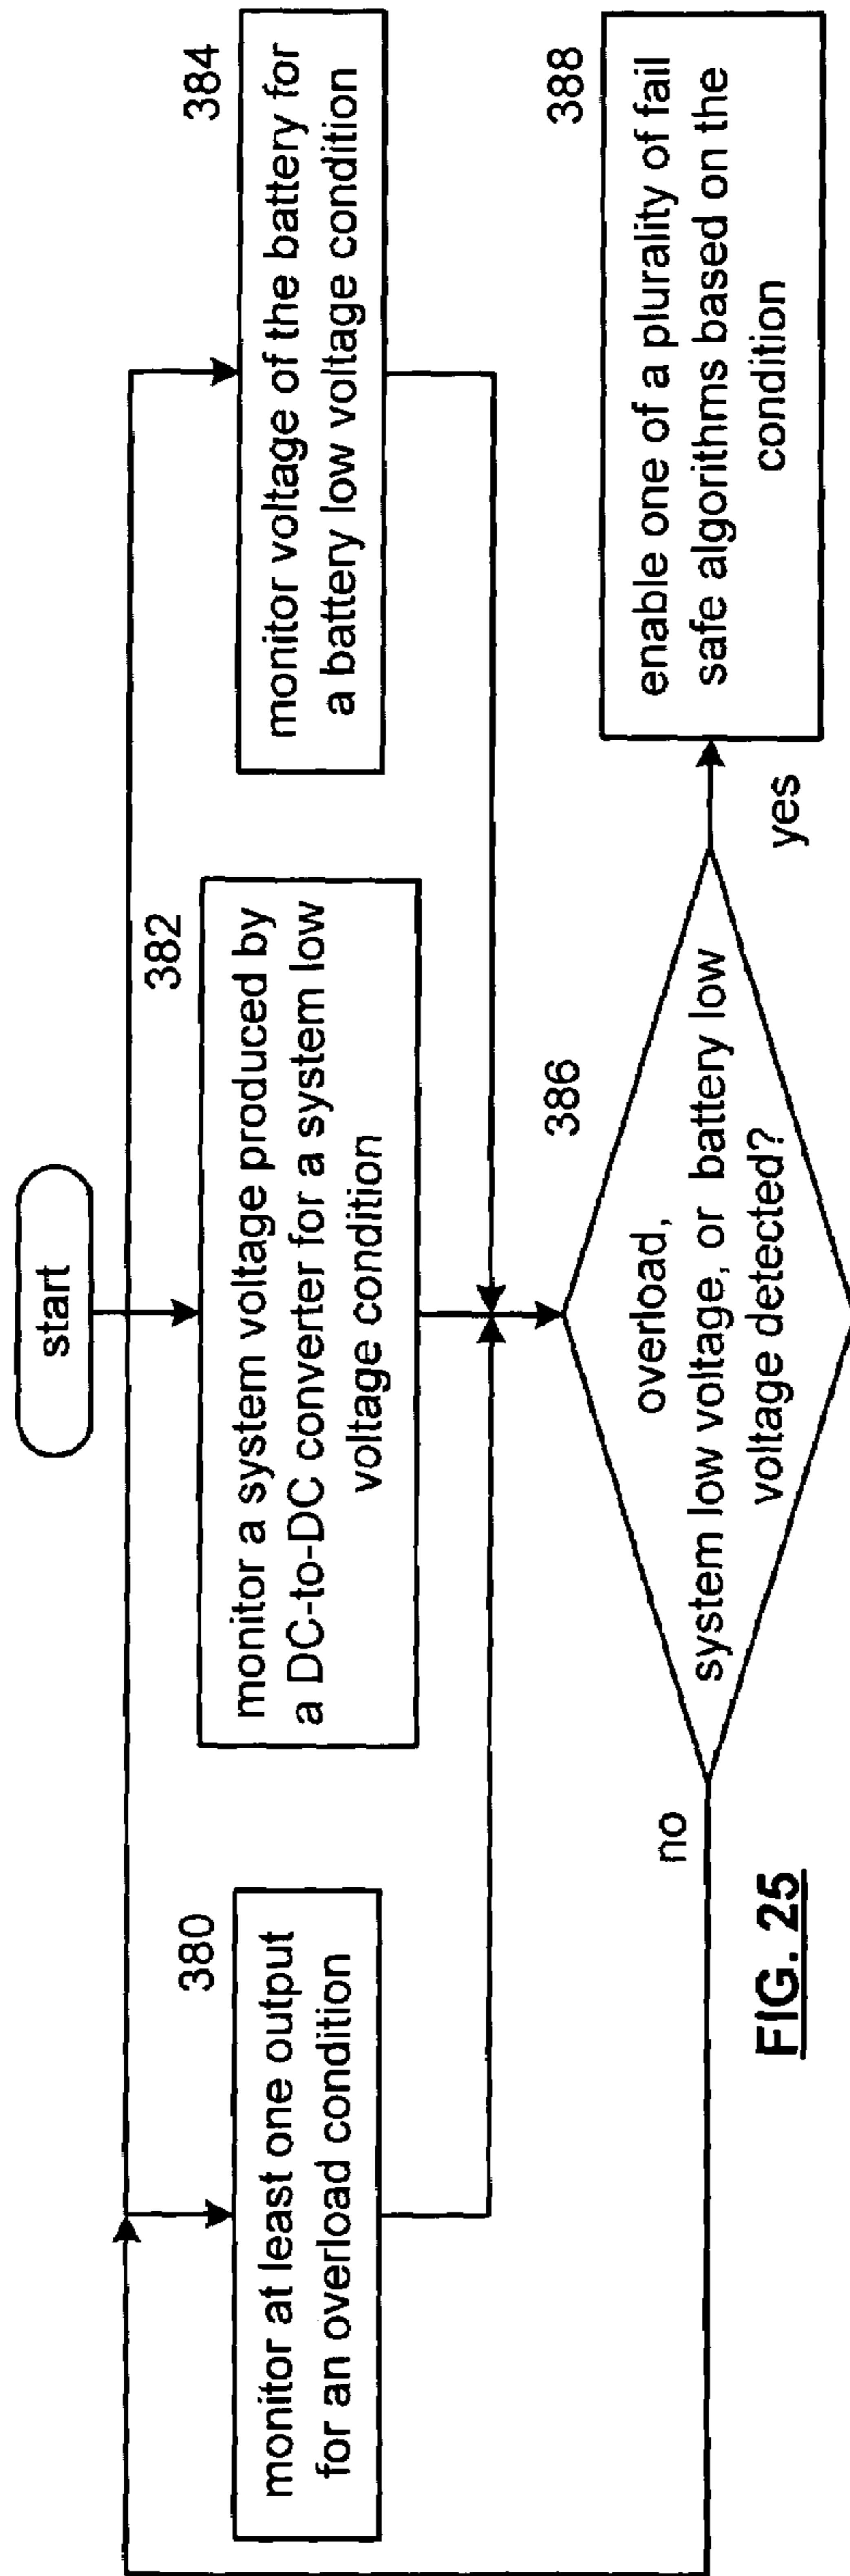 start
380
monitor at least one output
for an overload condition
382
monitor a system voltage produced by
a DC-to-DC converter for a system low
voltage condition
384
monitor voltage of the battery for
a battery low voltage condition
386
overload,
system low voltage, or battery low
voltage detected?
no
yes
388
enable one of a plurality of fail
safe algorithms based on the
condition
FIG. 25